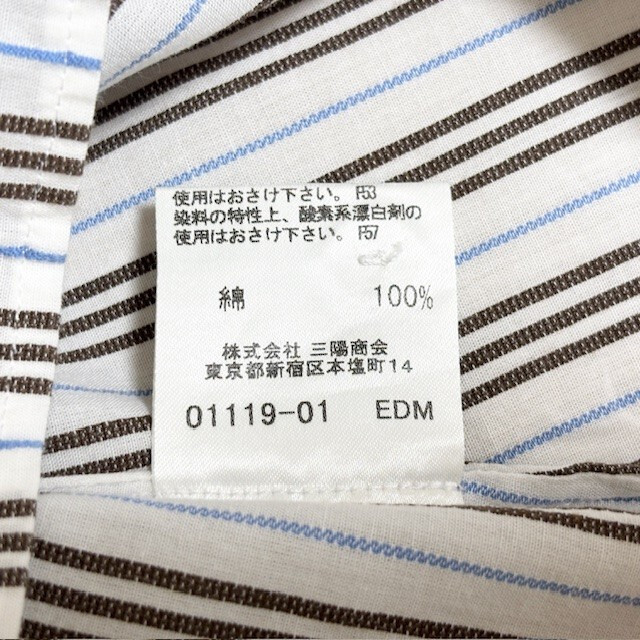 使用はおさけ下さい。F53
染料の特性上、酸素系漂白剤の
使用はおさけ下さい。F57
綿 100%
株式会社 三陽商会
東京都新宿区本塩町14
01119-01 EDM